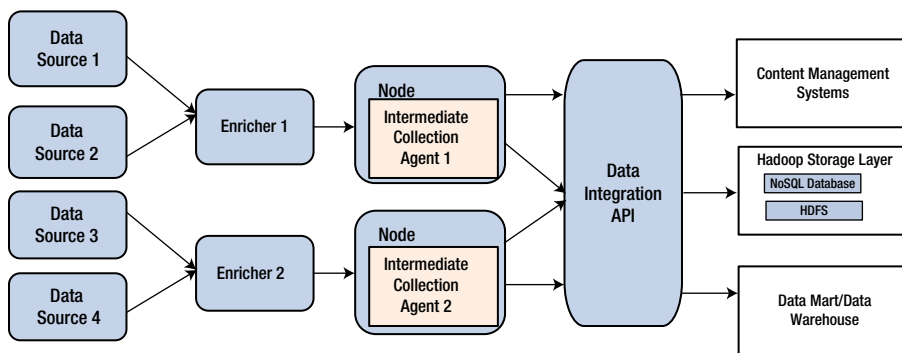 Data
Source 1
Data
Source 2
Data
Source 3
Data
Source 4
Enricher 1
Enricher 2
Node
Intermediate
Collection
Agent 1
Node
Intermediate
Collection
Agent 2
Data
Integration
API
Content Management
Systems
Hadoop Storage Layer
NoSQL Database
HDFS
Data Mart/Data
Warehouse